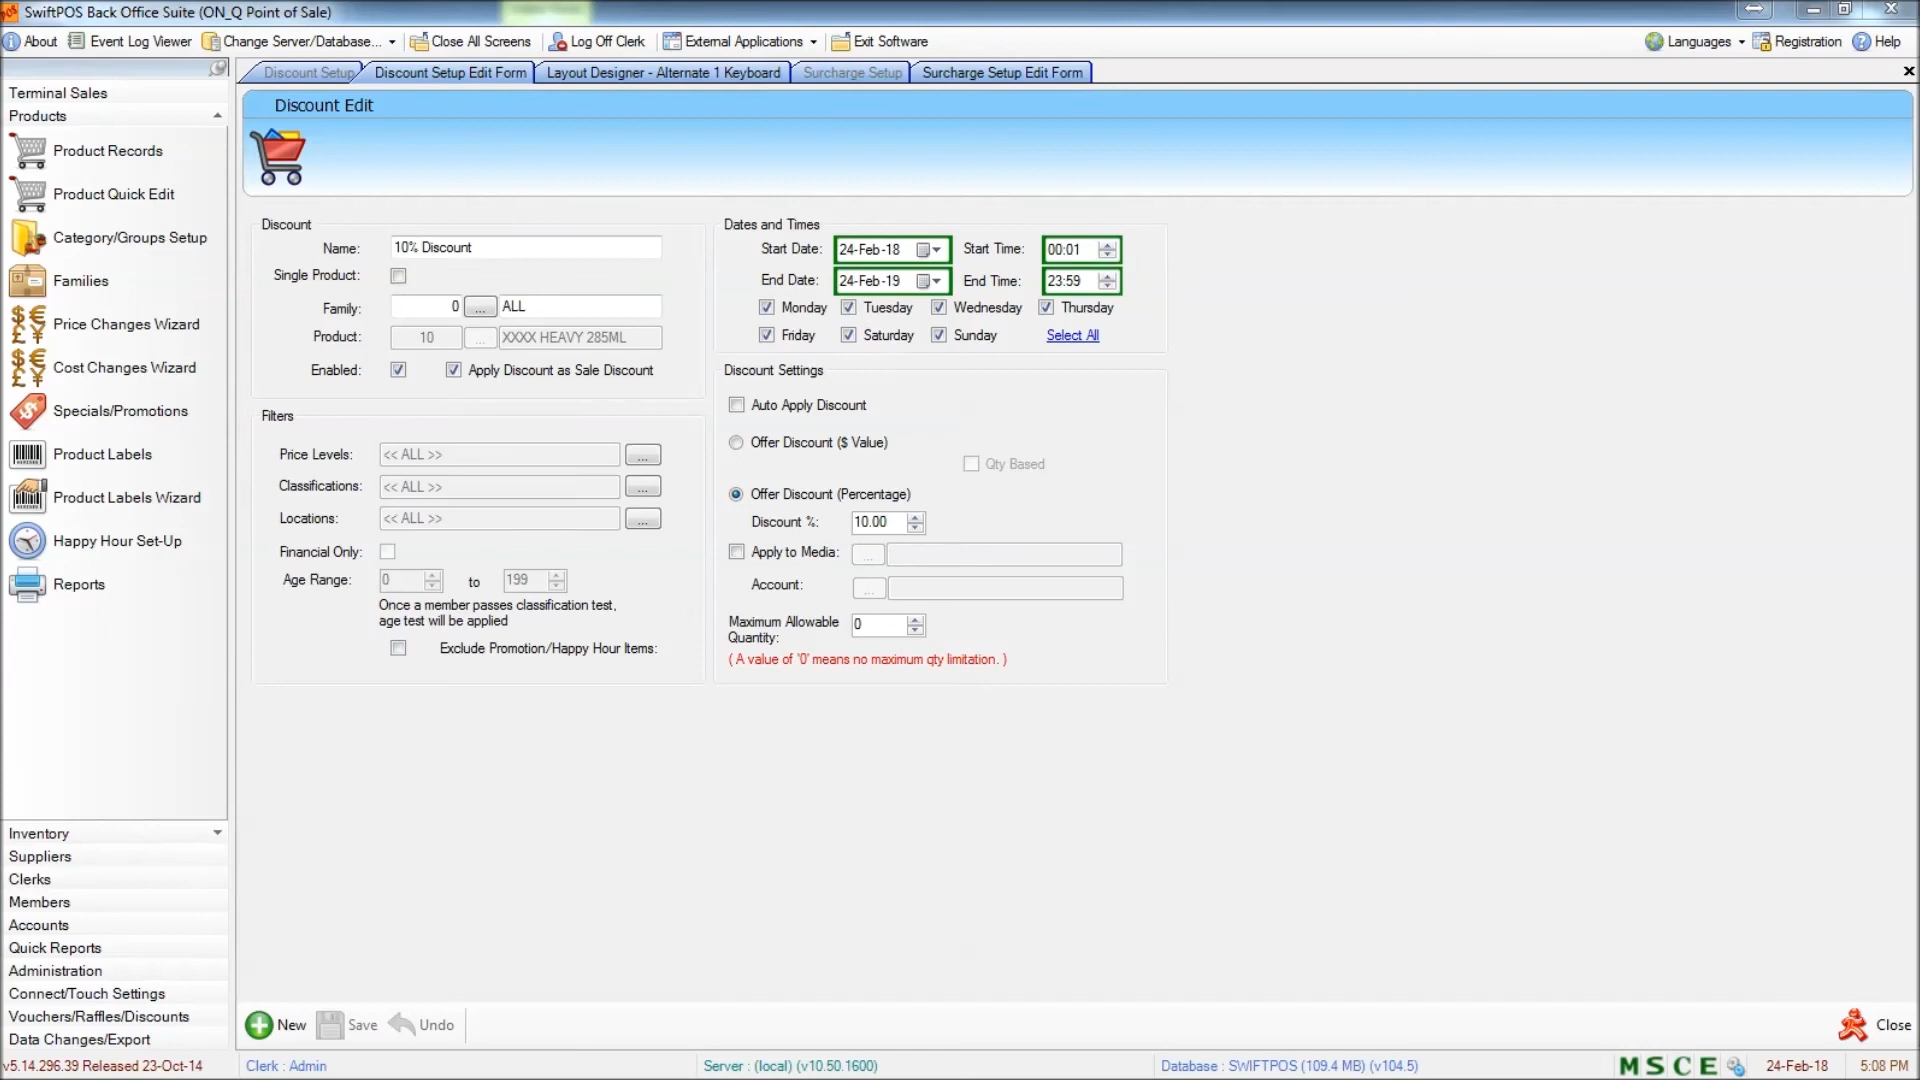 SwiftPOS Back Office Suite (ON_Q Point of Sale)
About Event Log Viewer Change Server/Database... Close All Screens Log Off Clerk External Applications Exit Software Languages Registration Help
Discount Setup Discount Setup Edit Form Layout Designer - Alternate 1 Keyboard Surcharge Setup Surcharge Setup Edit Form
Terminal Sales
Products
Product Records
Product Quick Edit
Category/Groups Setup
Families
Price Changes Wizard
Cost Changes Wizard
Specials/Promotions
Product Labels
Product Labels Wizard
Happy Hour Set-Up
Reports
Inventory
Suppliers
Clerks
Members
Accounts
Quick Reports
Administration
Connect/Touch Settings
Vouchers/Raffles/Discounts
Data Changes/Export
Discount Edit
Discount
Name: 10% Discount
Single Product:
Family: 0 ... ALL
Product: 10 ... XXXX HEAVY 285ML
Enabled: Apply Discount as Sale Discount
Filters
Price Levels: << ALL >> ...
Classifications: << ALL >> ...
Locations: << ALL >> ...
Financial Only:
Age Range: 0 to 199
Once a member passes classification test,
age test will be applied
Exclude Promotion/Happy Hour Items:
Dates and Times
Start Date: 24-Feb-18 Start Time: 00:01
End Date: 24-Feb-19 End Time: 23:59
Monday Tuesday Wednesday Thursday
Friday Saturday Sunday Select All
Discount Settings
Auto Apply Discount
Offer Discount ($ Value)
Qty Based
Offer Discount (Percentage)
Discount %: 10.00
Apply to Media: ...
Account: ...
Maximum Allowable
Quantity: 0
( A value of '0' means no maximum qty limitation. )
New Save Undo Close
v5.14.296.39 Released 23-Oct-14 Clerk : Admin Server : (local) (v10.50.1600) Database : SWIFTPOS (109.4 MB) (v104.5) M S C E 24-Feb-18 5:08 PM